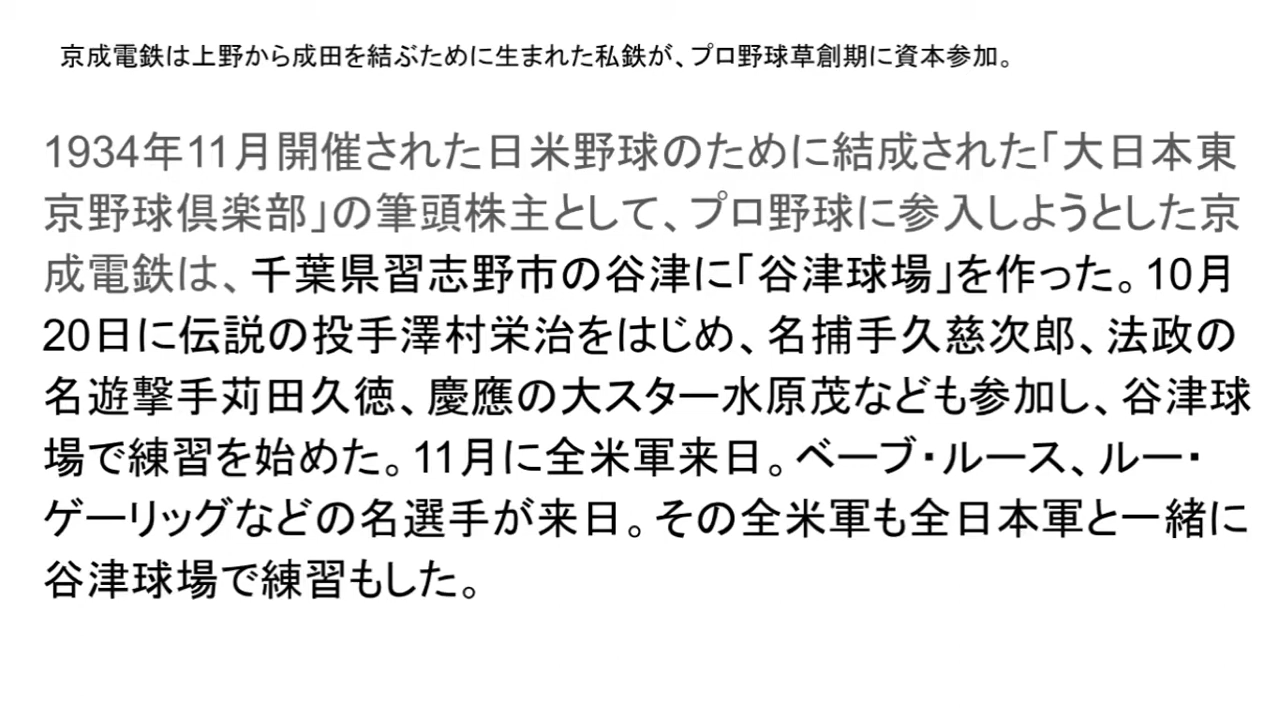 京成電鉄は上野から成田を結ぶために生まれた私鉄が、プロ野球草創期に資本参加。
1934年11月開催された日米野球のために結成された「大日本東
京野球倶楽部」の筆頭株主として、プロ野球に参入しようとした京
成電鉄は、千葉県習志野市の谷津に「谷津球場」を作った。10月
20日に伝説の投手澤村栄治をはじめ、名捕手久慈次郎、法政の
名遊撃手苅田久徳、慶應の大スター水原茂なども参加し、谷津球
場で練習を始めた。11月に全米軍来日。ベーブ・ルース、ルー・
ゲーリッグなどの名選手が来日。その全米軍も全日本軍と一緒に
谷津球場で練習もした。